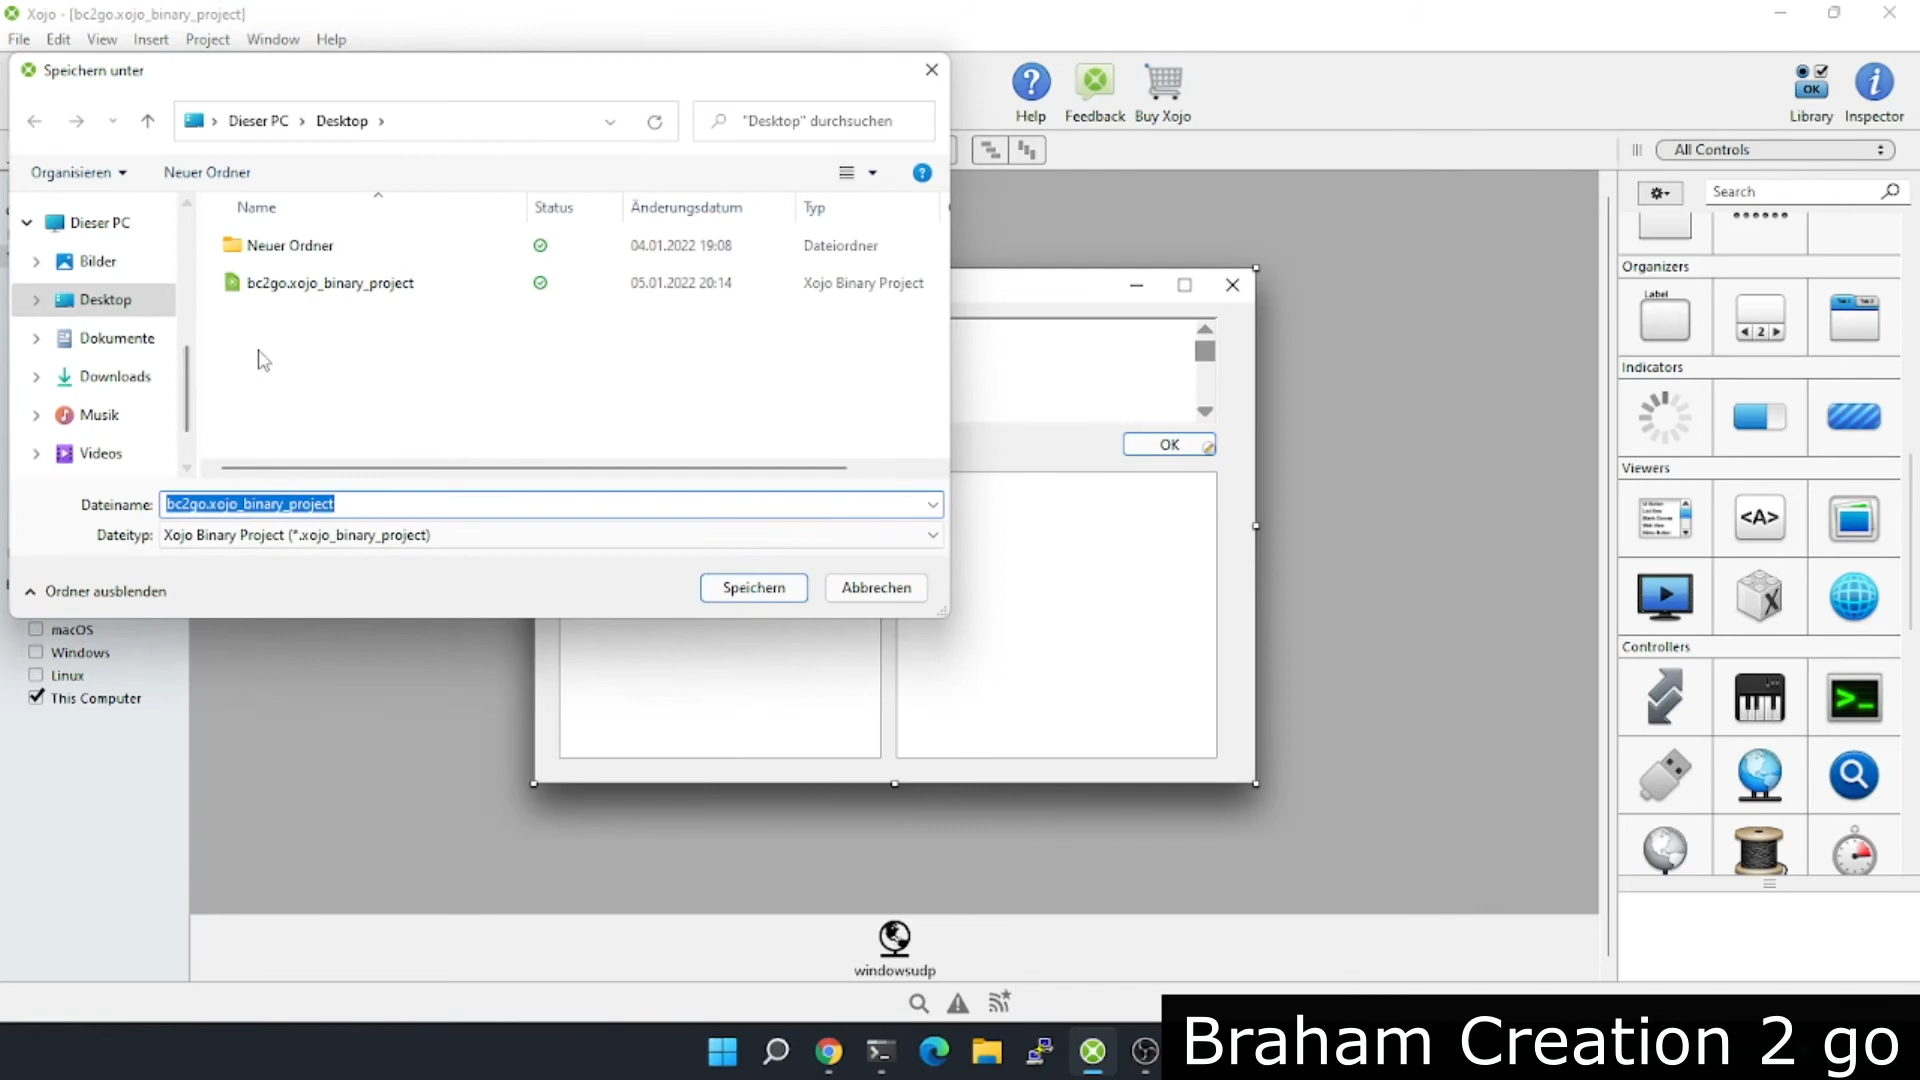 Xojo - [bc2go.xojo_binary_project]
File Edit View Insert Project Window Help
Speichern unter
Dieser PC > Desktop >
"Desktop" durchsuchen
Organisieren
Neuer Ordner
Name Status Änderungsdatum Typ
Dieser PC
Bilder
Desktop
Dokumente
Downloads
Musik
Videos
Neuer Ordner 04.01.2022 19:08 Dateiordner
bc2go.xojo_binary_project 05.01.2022 20:14 Xojo Binary Project
Dateiname: bc2go.xojo_binary_project
Dateityp: Xojo Binary Project (*.xojo_binary_project)
Ordner ausblenden
Speichern
Abbrechen
macOS
Windows
Linux
This Computer
Help Feedback Buy Xojo
Library Inspector
OK
All Controls
Search
OK
Organizers
Label
2
Indicators
Viewers
<A>
X
Controllers
>_
windowsudp
Braham Creation 2 go